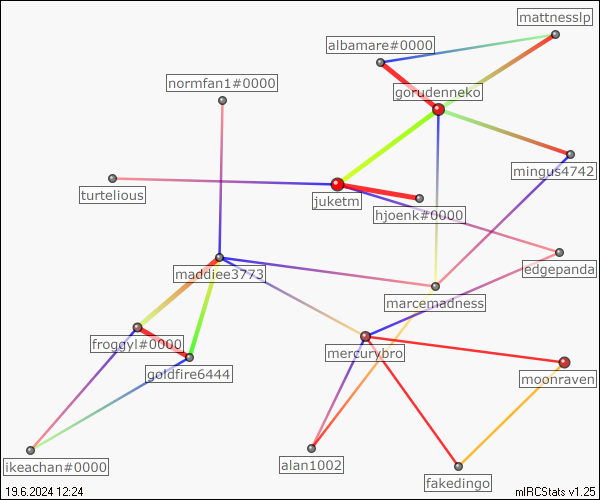 mattnesslp
albamare#0000
normfan1#0000
gorudenneko
mingus4742
turtelious
juketm
hjoenk#0000
edgepanda
maddiee3773
marcemadness
froggyl#0000
mercurybro
goldfire6444
moonraven
ikeachan#0000
alan1002
fakedingo
19.6.2024 12:24
mIRCStats v1.25